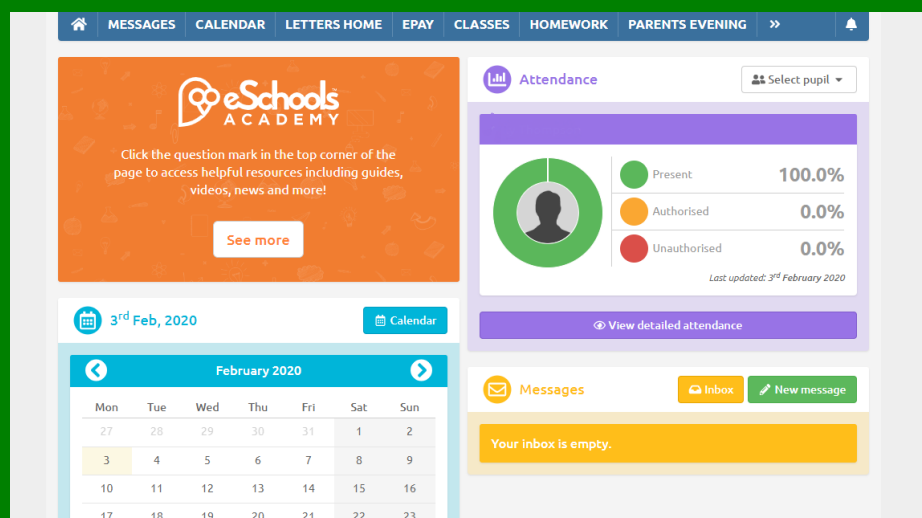 MESSAGES CALENDAR LETTERS HOME EPAY CLASSES HOMEWORK PARENTS EVENING
eSchools
ACADEMY
Click the question mark in the top corner of the
page to access helpful resources including guides,
videos, news and more!
See more
3rd Feb, 2020
Calendar
February 2020
Mon Tue Wed Thu Fri Sat Sun
27 28 29 30 31 1 2
3 4 5 6 7 8 9
10 11 12 13 14 15 16
17 18 19 20 21 22 23
Attendance
Select pupil
Present 100.0%
Authorised 0.0%
Unauthorised 0.0%
Last updated: 3rd February 2020
View detailed attendance
Messages
Inbox
New message
Your inbox is empty.